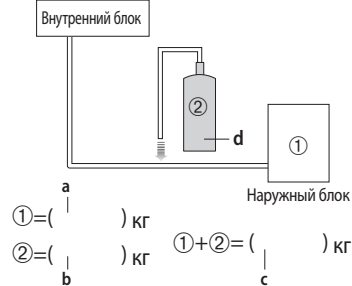 Внутренний блок
②
d
①
Наружный блок
a
①=( ) кг
②=( ) кг
①+②= ( ) кг
b
c